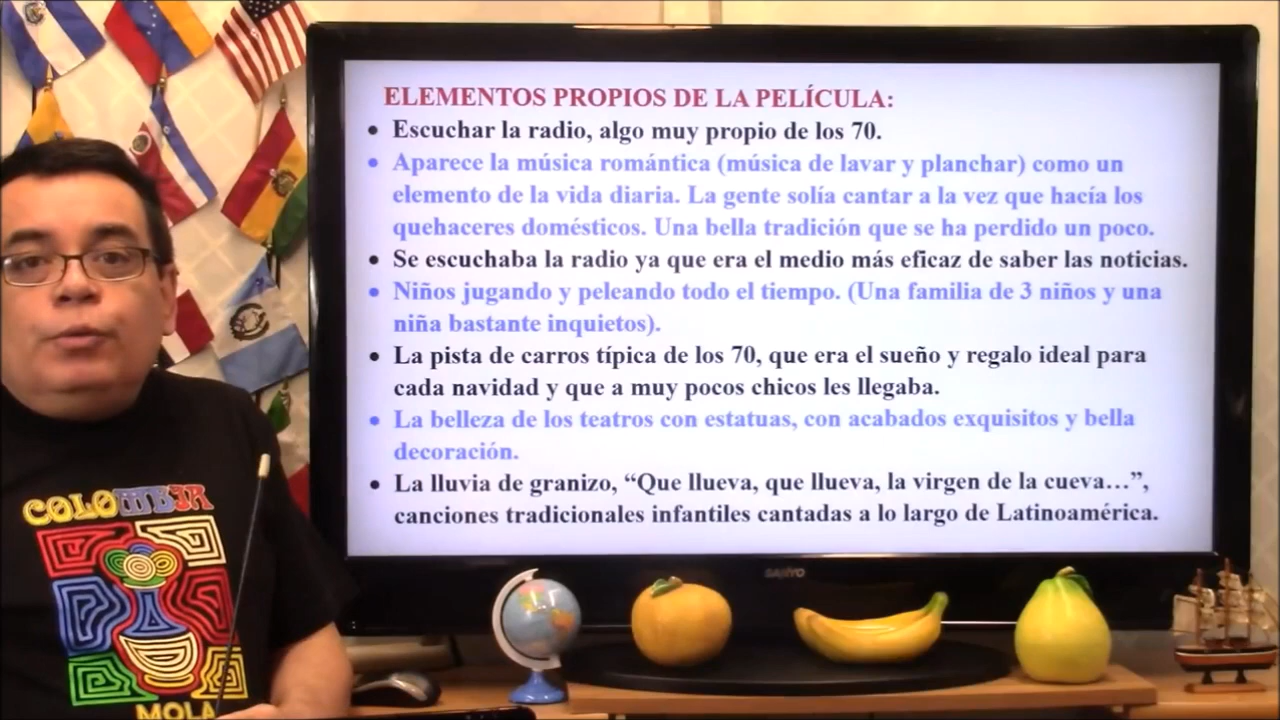 ELEMENTOS PROPIOS DE LA PELÍCULA:
• Escuchar la radio, algo muy propio de los 70.
• Aparece la música romántica (música de lavar y planchar) como un
elemento de la vida diaria. La gente solía cantar a la vez que hacía los
quehaceres domésticos. Una bella tradición que se ha perdido un poco.
• Se escuchaba la radio ya que era el medio más eficaz de saber las noticias.
• Niños jugando y peleando todo el tiempo. (Una familia de 3 niños y una
niña bastante inquietos).
• La pista de carros típica de los 70, que era el sueño y regalo ideal para
cada navidad y que a muy pocos chicos les llegaba.
• La belleza de los teatros con estatuas, con acabados exquisitos y bella
decoración.
• La lluvia de granizo, “Que llueva, que llueva, la virgen de la cueva…”,
canciones tradicionales infantiles cantadas a lo largo de Latinoamérica.
SANYO
COLOMBIA
MOLA